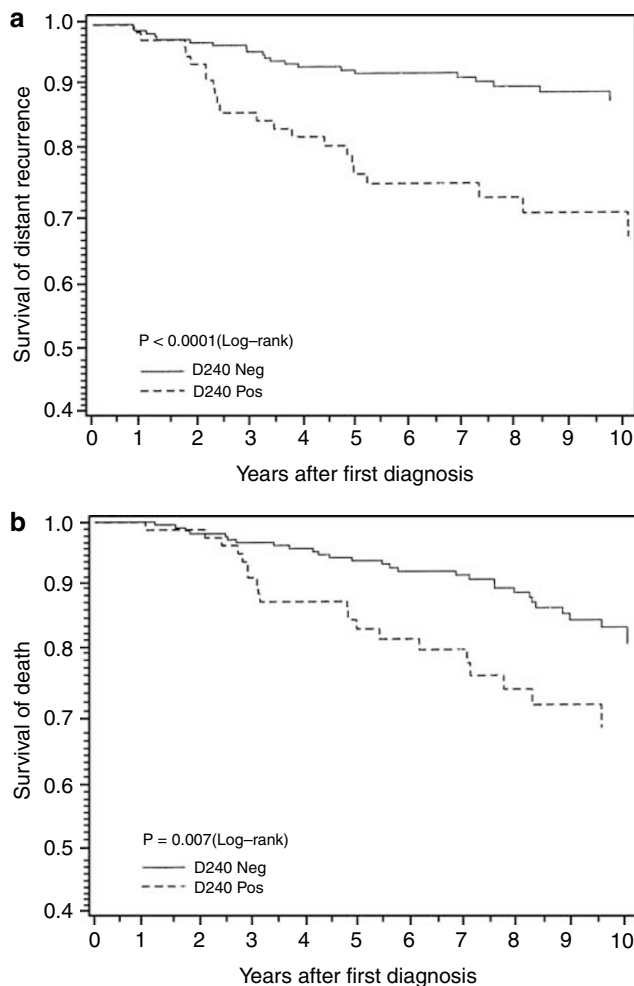 a
1.0
0.9
0.8
0.7
0.6
0.5
0.4
Survival of distant recurrence
P < 0.0001(Log–rank)
D240 Neg
D240 Pos
0 1 2 3 4 5 6 7 8 9 10
Years after first diagnosis
b
1.0
0.9
0.8
0.7
0.6
0.5
0.4
Survival of death
P = 0.007(Log–rank)
D240 Neg
D240 Pos
0 1 2 3 4 5 6 7 8 9 10
Years after first diagnosis